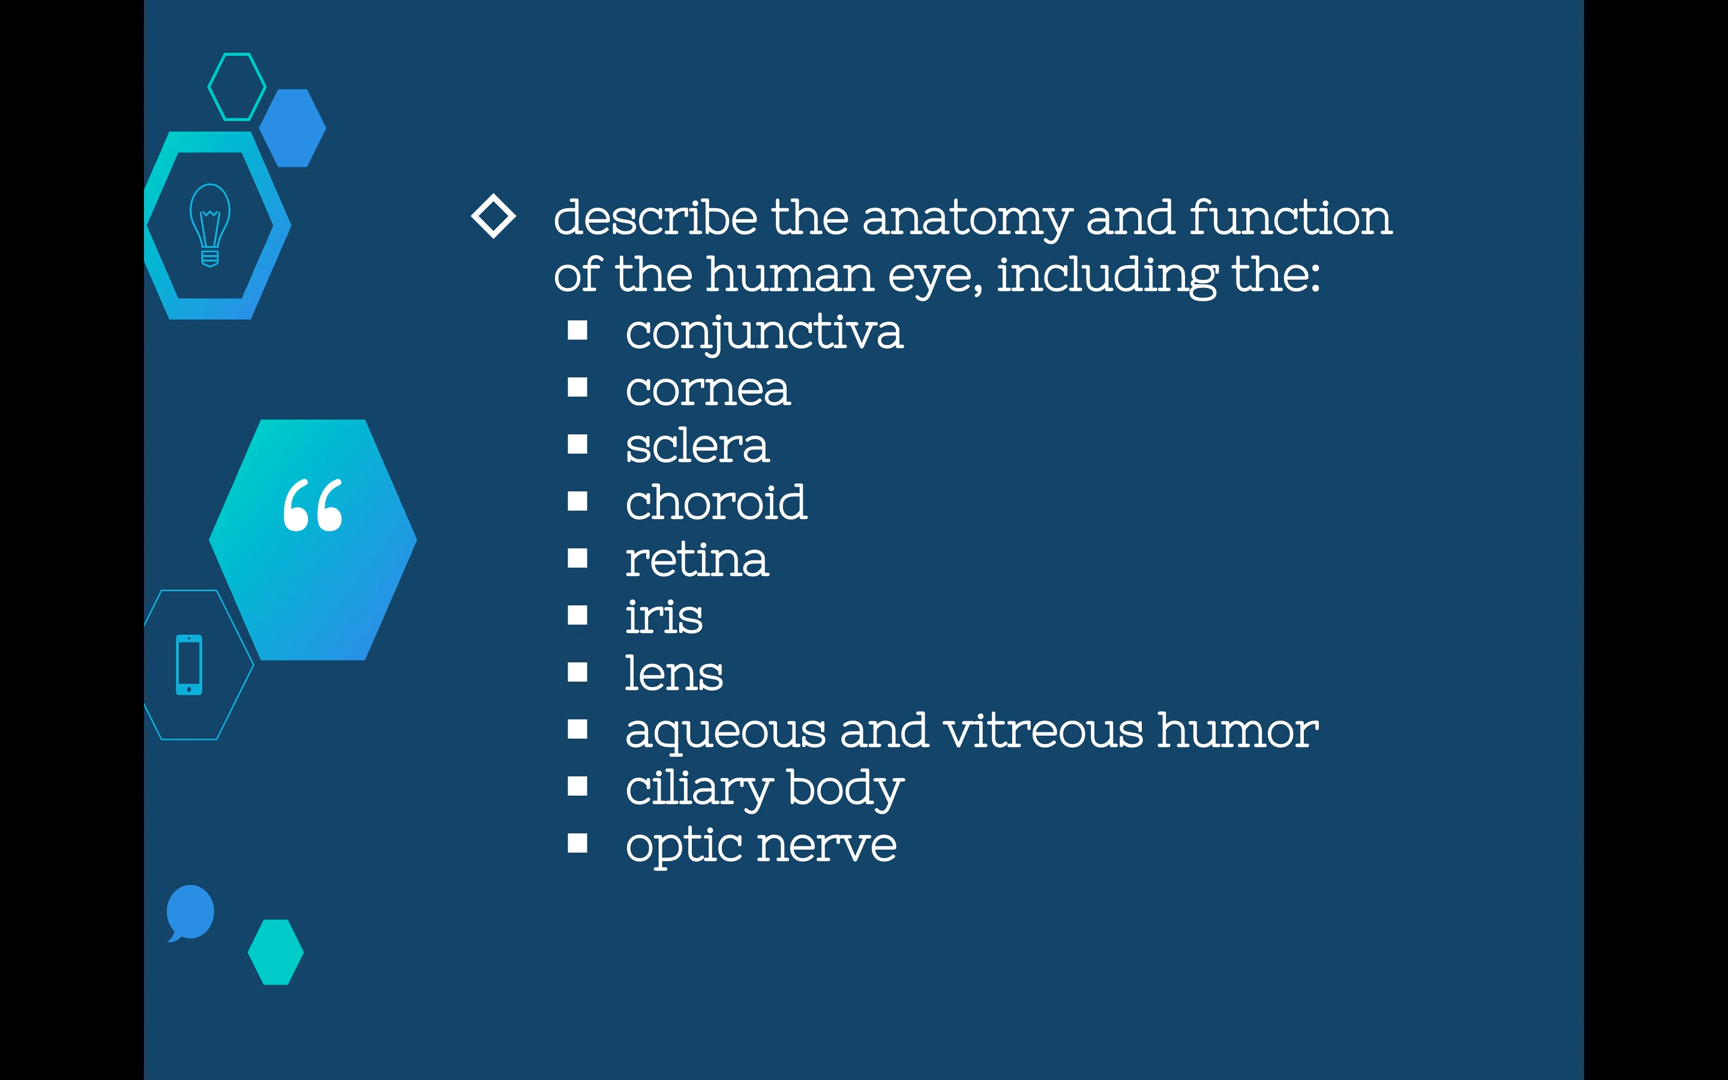 describe the anatomy and function
of the human eye, including the:
conjunctiva
cornea
sclera
choroid
retina
iris
lens
aqueous and vitreous humor
ciliary body
optic nerve
“